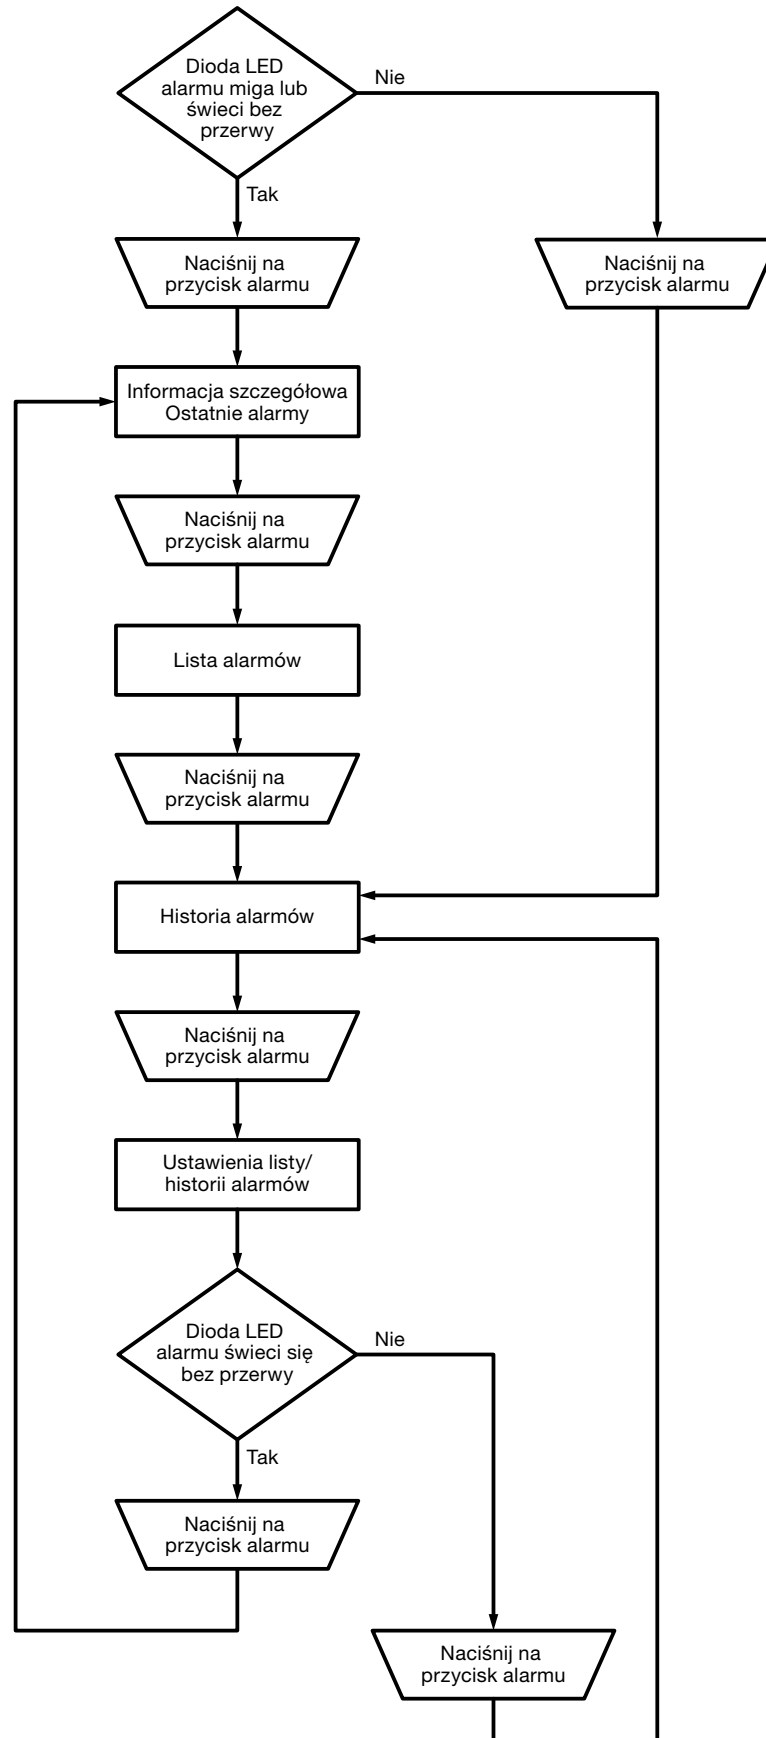 Dioda LED
alarmu miga lub
świeci bez
przerwy
Nie
Tak
Naciśnij na
przycisk alarmu
Naciśnij na
przycisk alarmu
Informacja szczegółowa
Ostatnie alarmy
Naciśnij na
przycisk alarmu
Lista alarmów
Naciśnij na
przycisk alarmu
Historia alarmów
Naciśnij na
przycisk alarmu
Ustawienia listy/
historii alarmów
Dioda LED
alarmu świeci się
bez przerwy
Nie
Tak
Naciśnij na
przycisk alarmu
Naciśnij na
przycisk alarmu